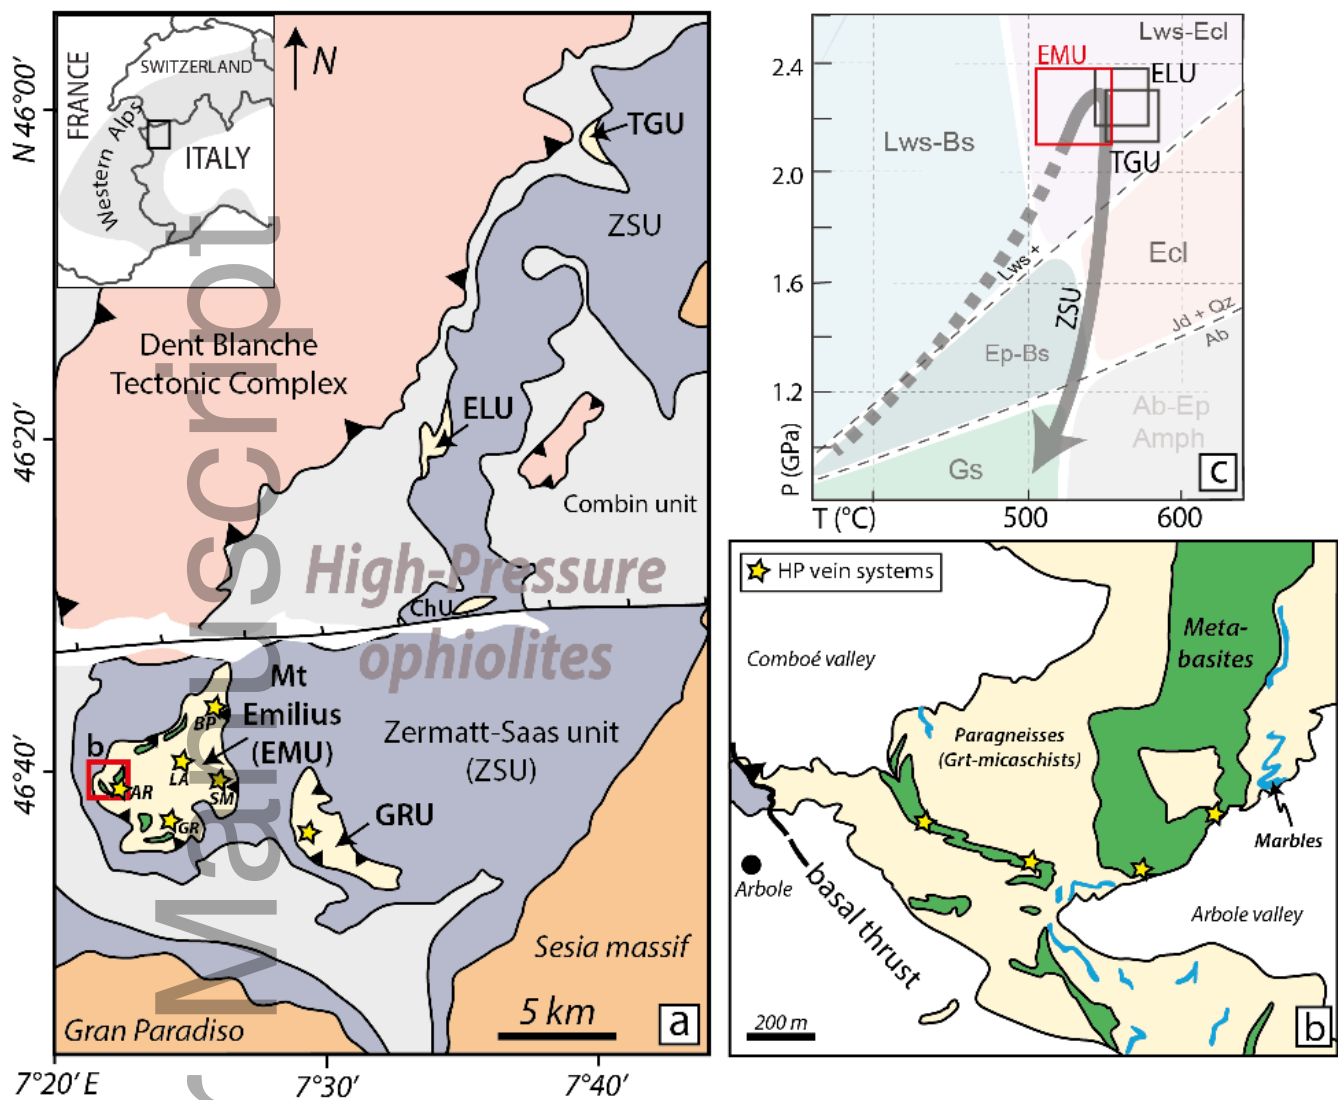 FRANCE
SWITZERLAND
Western Alps
ITALY
N
N 46°00'
46°20'
46°40'
TGU
ZSU
Dent Blanche
Tectonic Complex
ELU
Combin unit
High-Pressure
ophiolites
ChU
Mt
Emilius
(EMU)
BP
b
LA
AR
SM
GR
Zermatt-Saas unit
(ZSU)
GRU
Sesia massif
Gran Paradiso
5 km
a
7°20' E
7°30'
7°40'
Manuscript
Lws-Ecl
EMU
ELU
TGU
Lws-Bs
Lws +
Ecl
ZSU
Ep-Bs
Jd + Qz
Ab
Ab-Ep
Amph
Gs
2.4
2.0
1.6
1.2
P (GPa)
T (°C)
500
600
c
HP vein systems
Comboé valley
Meta-
basites
Paragneisses
(Grt-micaschists)
Marbles
Arbole
basal thrust
Arbole valley
200 m
b